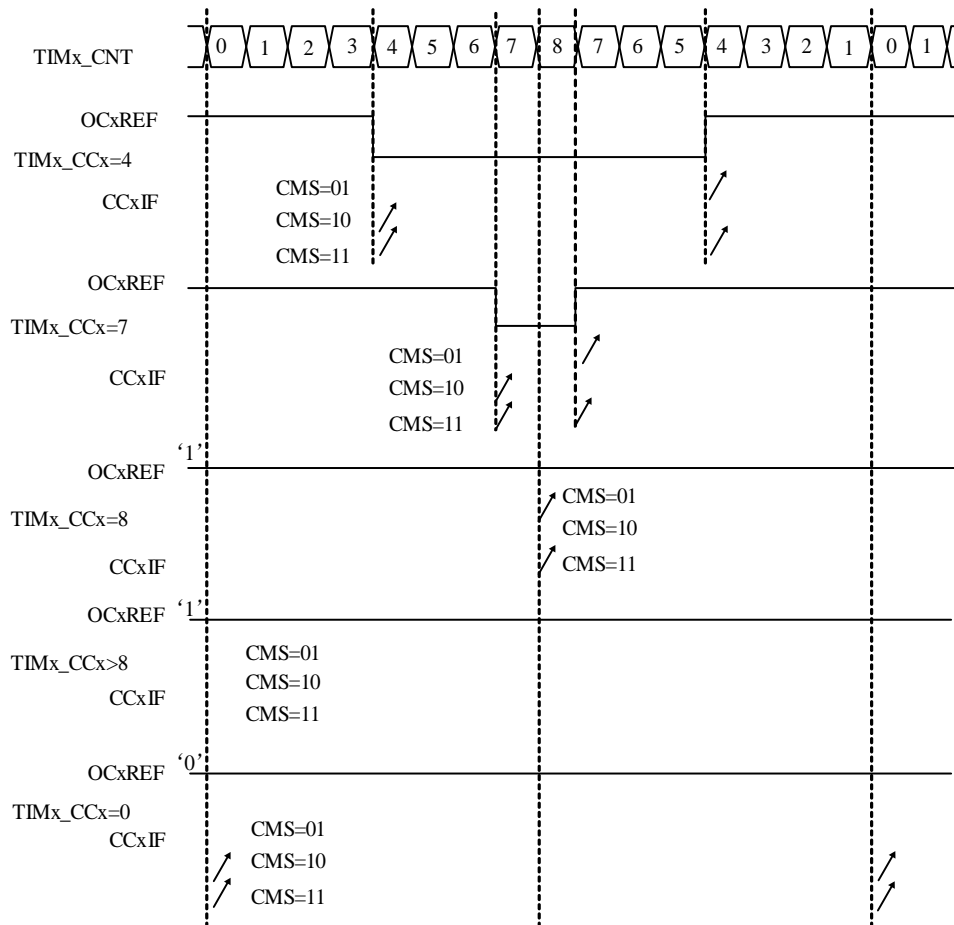 TIMx_CNT 0 1 2 3 4 5 6 7 8 7 6 5 4 3 2 1 0 1
OCxREF
TIMx_CCx=4
CCxIF
CMS=01
CMS=10
CMS=11
OCxREF
TIMx_CCx=7
CCxIF
CMS=01
CMS=10
CMS=11
OCxREF ‘1’
TIMx_CCx=8
CCxIF
CMS=01
CMS=10
CMS=11
OCxREF ‘1’
TIMx_CCx>8
CCxIF
CMS=01
CMS=10
CMS=11
OCxREF ‘0’
TIMx_CCx=0
CCxIF
CMS=01
CMS=10
CMS=11